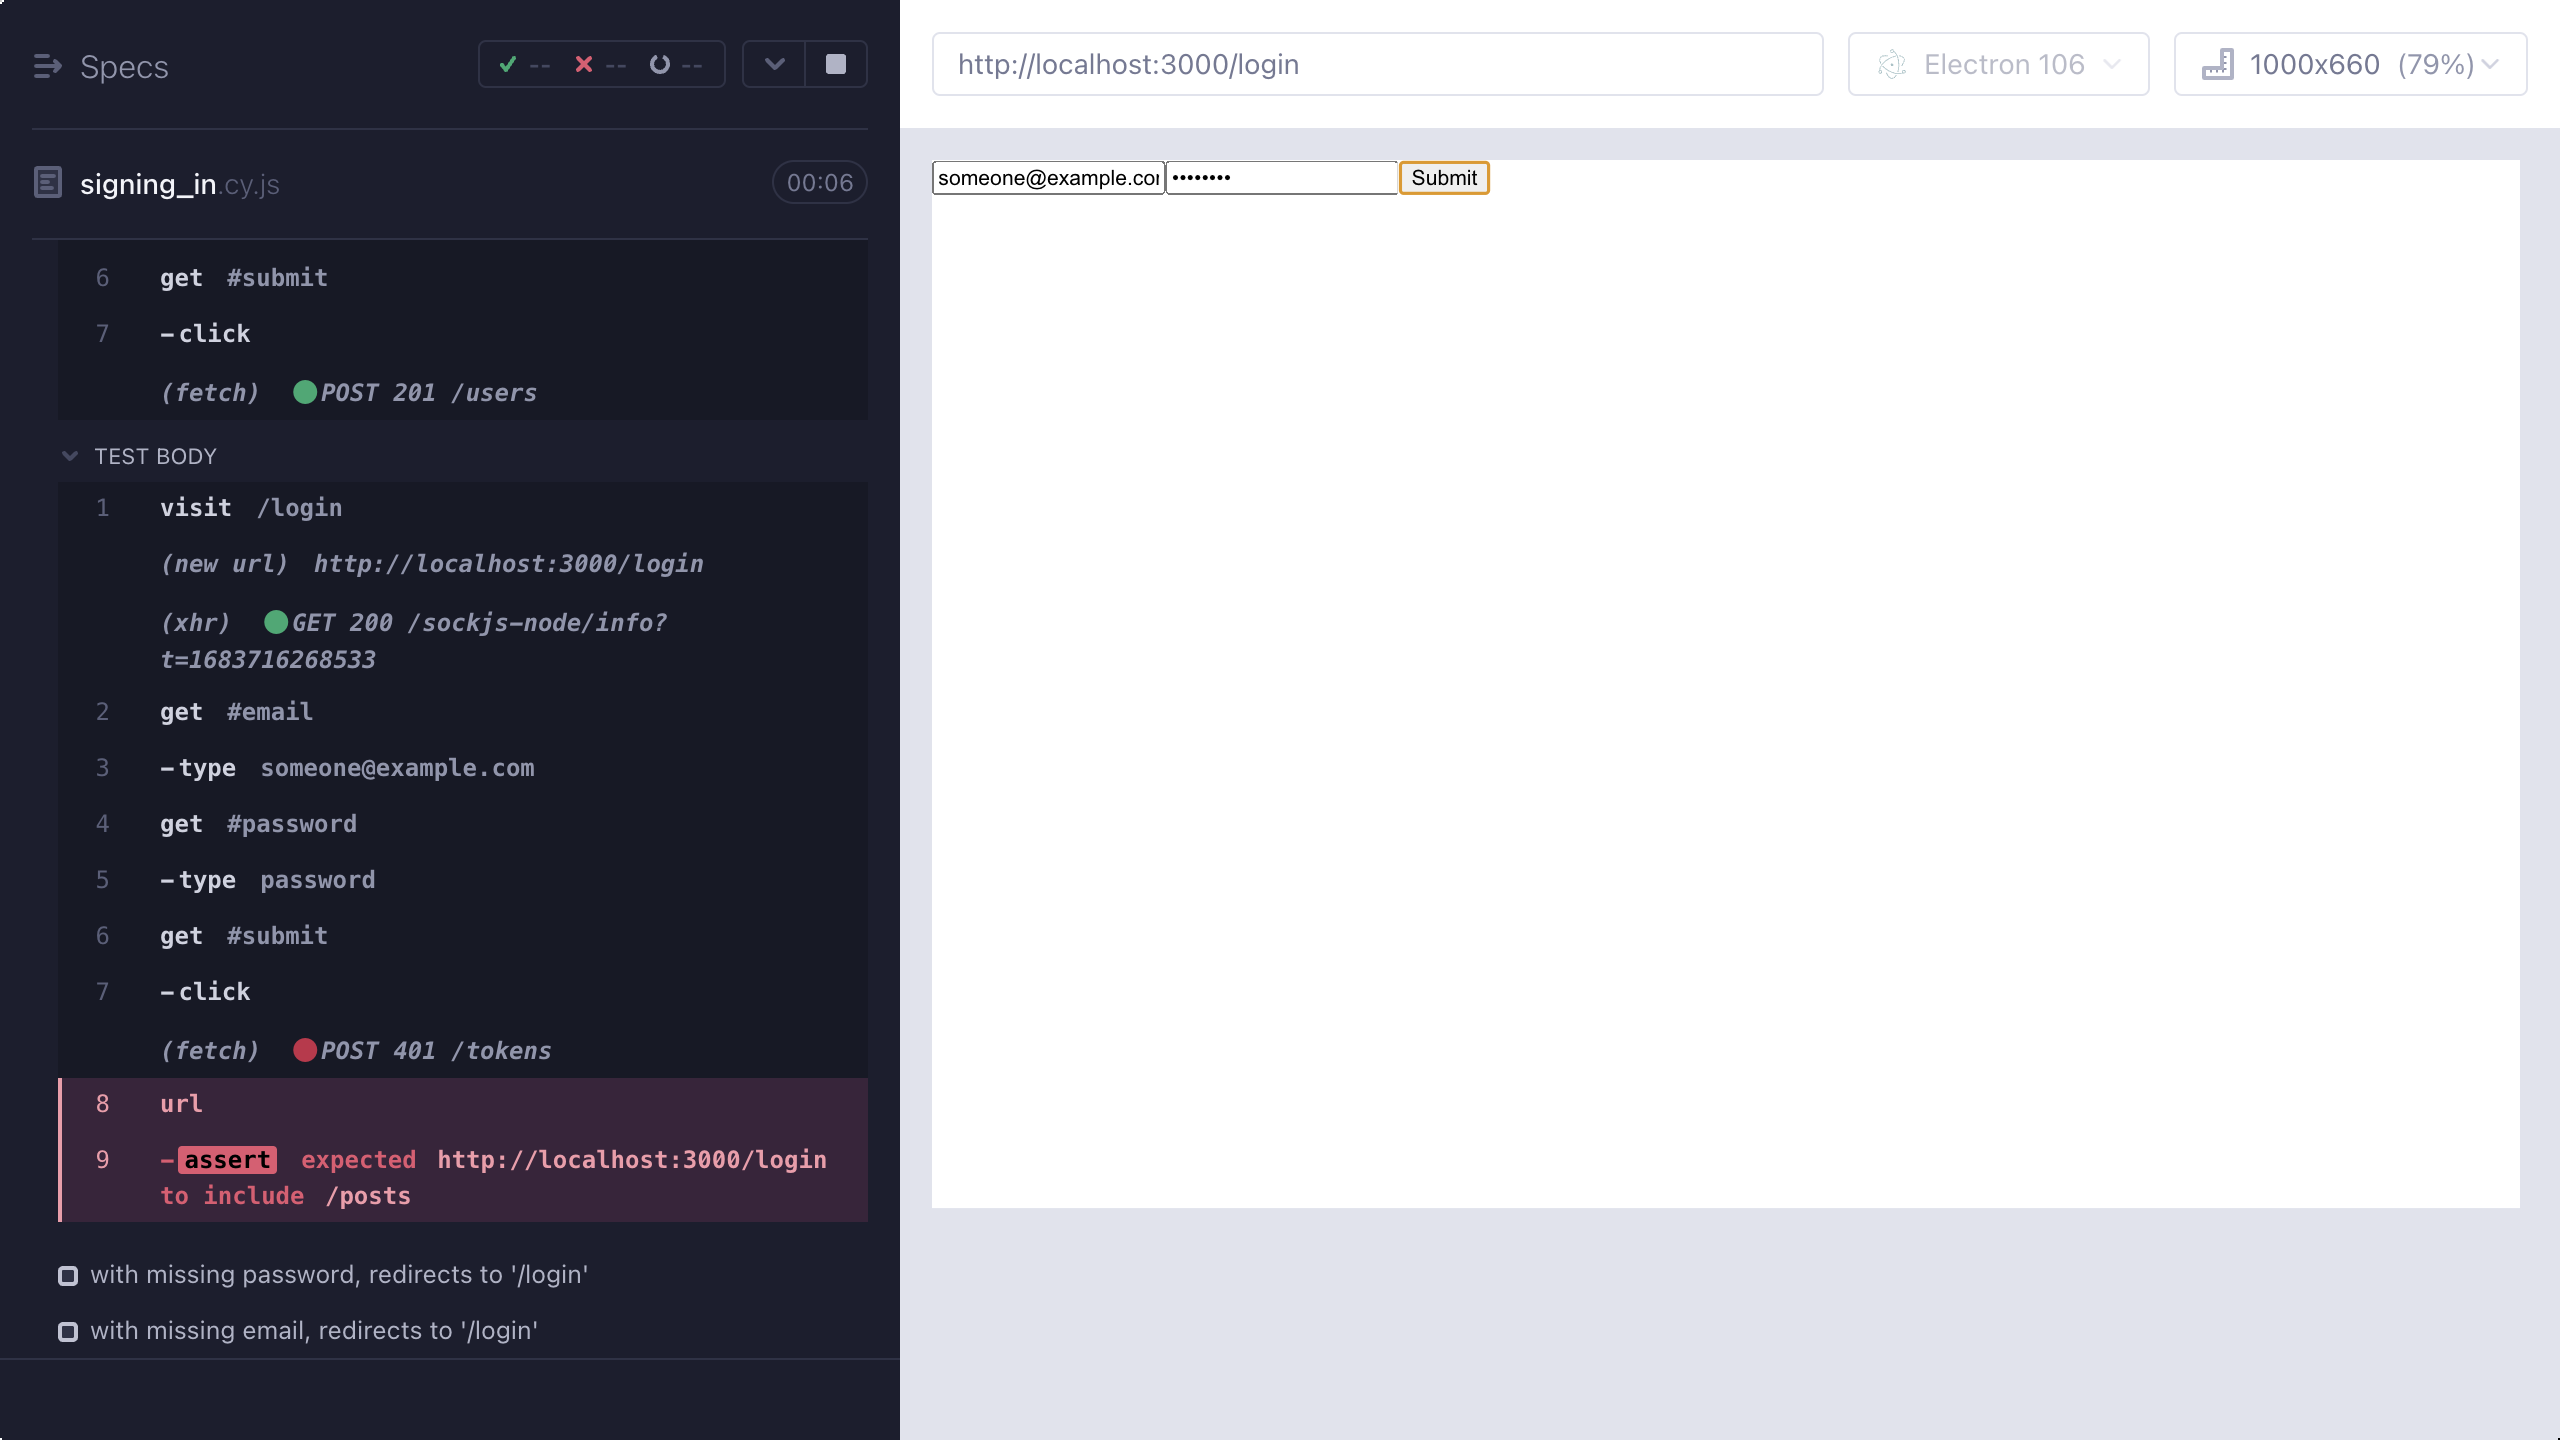 Specs
-- -- --
signing_in.cy.js
00:06
6 get #submit
7 -click
(fetch) POST 201 /users
TEST BODY
1 visit /login
(new url) http://localhost:3000/login
(xhr) GET 200 /sockjs-node/info?
t=1683716268533
2 get #email
3 -type someone@example.com
4 get #password
5 -type password
6 get #submit
7 -click
(fetch) POST 401 /tokens
8 url
9 -assert expected http://localhost:3000/login
to include /posts
with missing password, redirects to '/login'
with missing email, redirects to '/login'
http://localhost:3000/login
Electron 106
1000x660 (79%)
someone@example.cor
••••••••
Submit